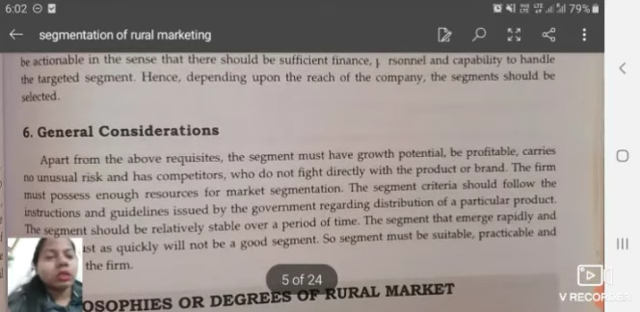 6:02
79%
segmentation of rural marketing
be actionable in the sense that there should be sufficient finance, rsonnel and capability to handle
the targeted segment. Hence, depending upon the reach of the company, the segments should be
selected.
6. General Considerations
Apart from the above requisites, the segment must have growth potential, be profitable, carries
no unusual risk and has competitors, who do not fight directly with the product or brand. The firm
must possess enough resources for market segmentation. The segment criteria should follow the
instructions and guidelines issued by the government regarding distribution of a particular product.
The segment should be relatively stable over a period of time. The segment that emerge rapidly and
ust as quickly will not be a good segment. So segment must be suitable, practicable and
the firm.
5 of 24
OSOPHIES OR DEGREES OF RURAL MARKET
V RECORDER